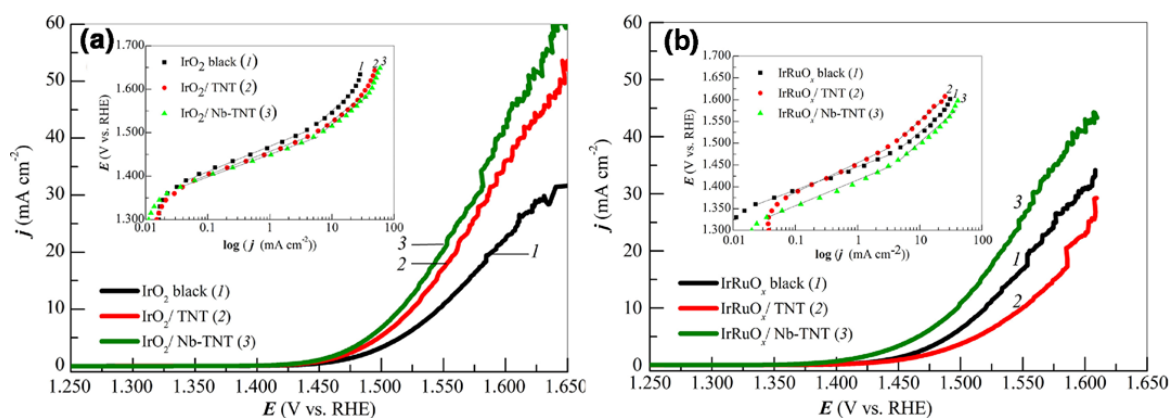 (a)
60
50
40
30
20
10
0
j (mA cm-2)
1.250 1.300 1.350 1.400 1.450 1.500 1.550 1.600 1.650
E (V vs. RHE)
1.700
1.600
1.500
1.400
1.300
E (V vs. RHE)
0.01 0.1 1 10 100
log (j (mA cm-2))
IrO2 black (1)
IrO2/ TNT (2)
IrO2/ Nb-TNT (3)
1 2 3
3
2
1
IrO2 black (1)
IrO2/ TNT (2)
IrO2/ Nb-TNT (3)
(b)
60
50
40
30
20
10
0
j (mA cm-2)
1.250 1.300 1.350 1.400 1.450 1.500 1.550 1.600 1.650
E (V vs. RHE)
1.700
1.650
1.600
1.550
1.500
1.450
1.400
1.350
1.300
E (V vs. RHE)
0.01 0.1 1 10 100
log (j (mA cm-2))
IrRuOx black (1)
IrRuOx/ TNT (2)
IrRuOx/ Nb-TNT (3)
2 1 3
3
1
2
IrRuOx black (1)
IrRuOx/ TNT (2)
IrRuOx/ Nb-TNT (3)